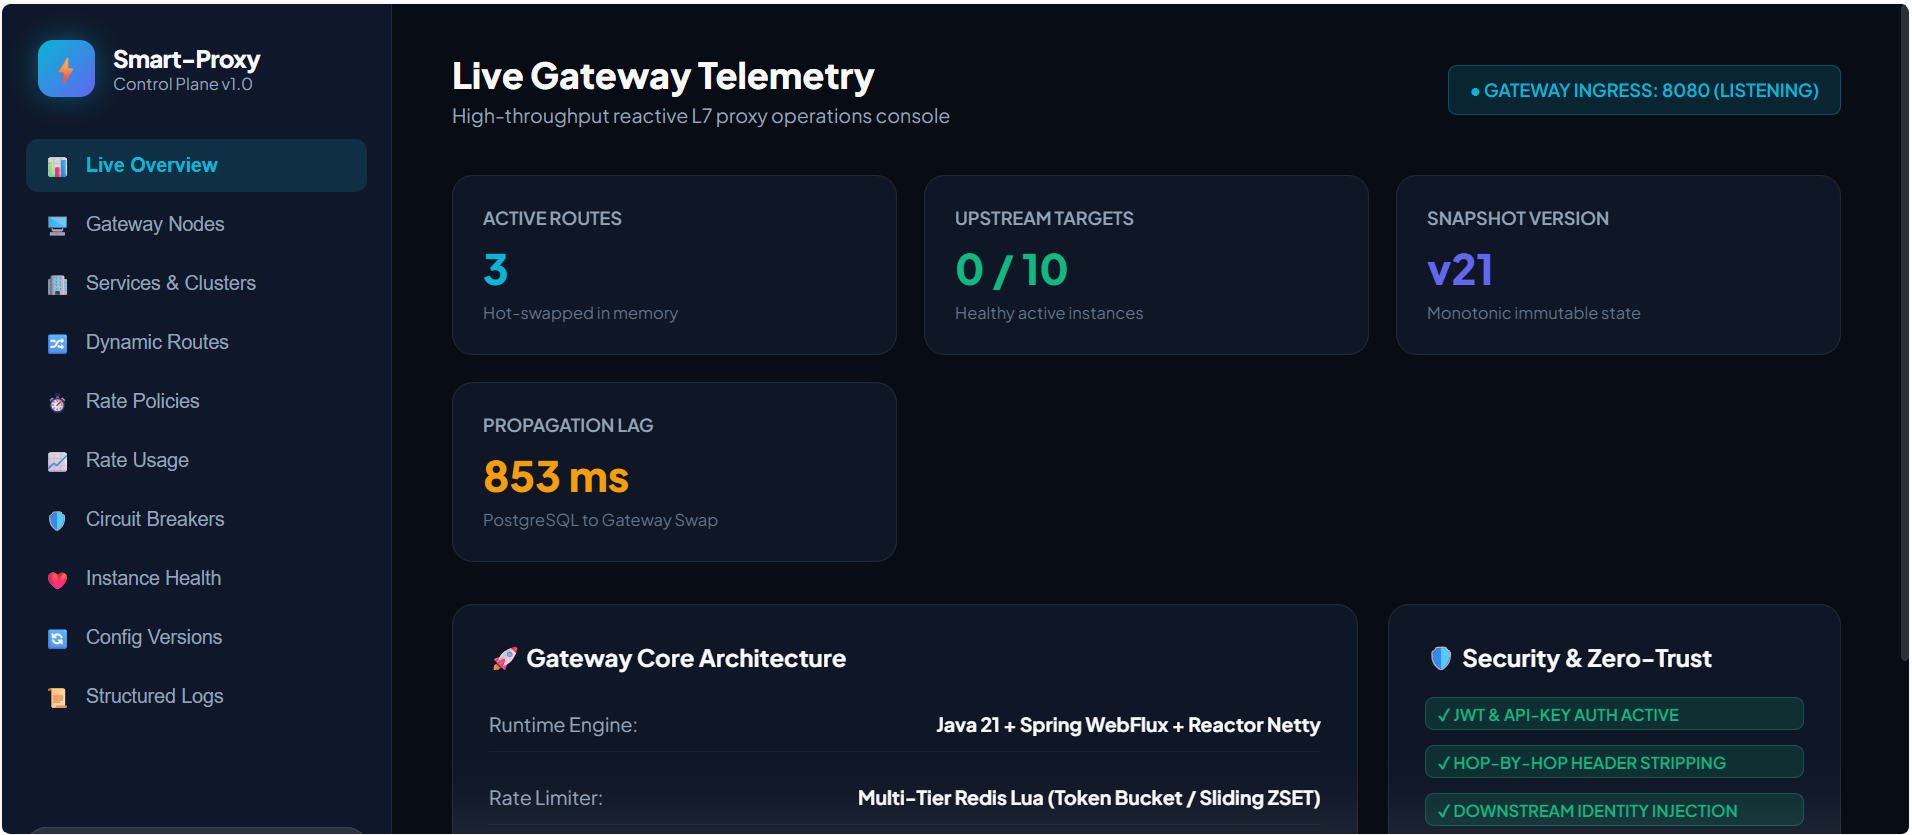 Smart-Proxy
Control Plane v1.0
Live Overview
Gateway Nodes
Services & Clusters
Dynamic Routes
Rate Policies
Rate Usage
Circuit Breakers
Instance Health
Config Versions
Structured Logs
Live Gateway Telemetry
High-throughput reactive L7 proxy operations console
● GATEWAY INGRESS: 8080 (LISTENING)
ACTIVE ROUTES
3
Hot-swapped in memory
UPSTREAM TARGETS
0 / 10
Healthy active instances
SNAPSHOT VERSION
v21
Monotonic immutable state
PROPAGATION LAG
853 ms
PostgreSQL to Gateway Swap
🚀 Gateway Core Architecture
Runtime Engine: Java 21 + Spring WebFlux + Reactor Netty
Rate Limiter: Multi-Tier Redis Lua (Token Bucket / Sliding ZSET)
🛡️ Security & Zero-Trust
✓ JWT & API-KEY AUTH ACTIVE
✓ HOP-BY-HOP HEADER STRIPPING
✓ DOWNSTREAM IDENTITY INJECTION